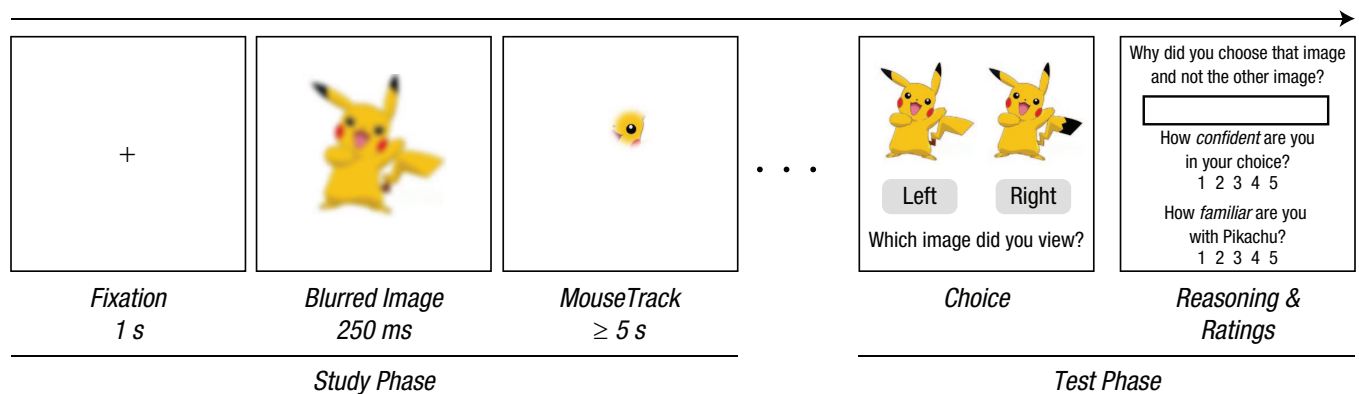 +
. . .
Left
Right
Which image did you view?
Why did you choose that image
and not the other image?
How confident are you
in your choice?
1 2 3 4 5
How familiar are you
with Pikachu?
1 2 3 4 5
Fixation
1 s
Blurred Image
250 ms
MouseTrack
≥ 5 s
Choice
Reasoning &
Ratings
Study Phase
Test Phase